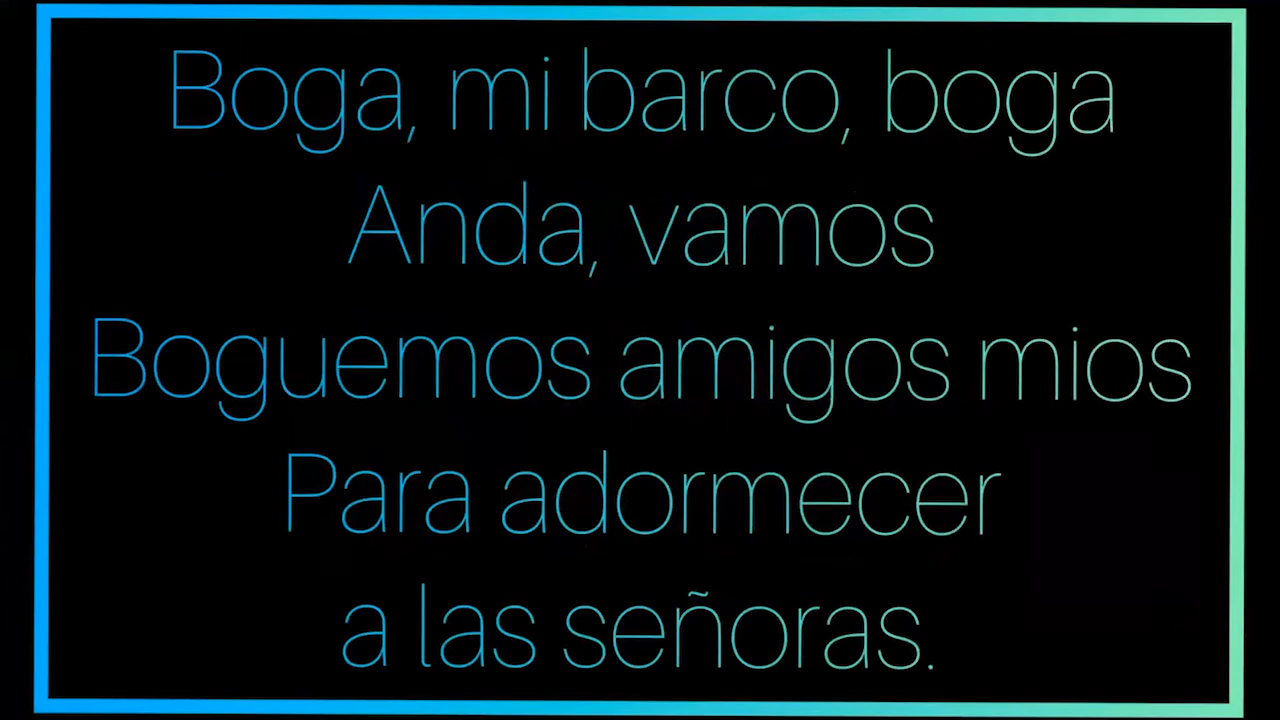 Boga, mi barco, boga
Anda, vamos
Boguemos amigos mios
Para adormecer
a las señoras.